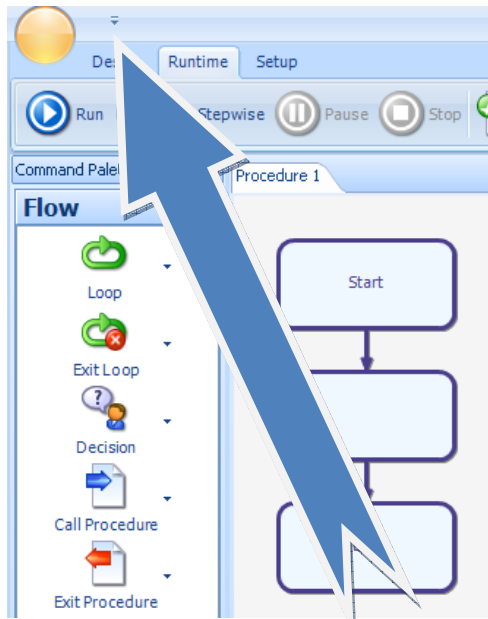 Runtime Setup
Run Stepwise Pause Stop
Procedure 1
Flow
Start
Loop
Exit Loop
Decision
Call Procedure
Exit Procedure